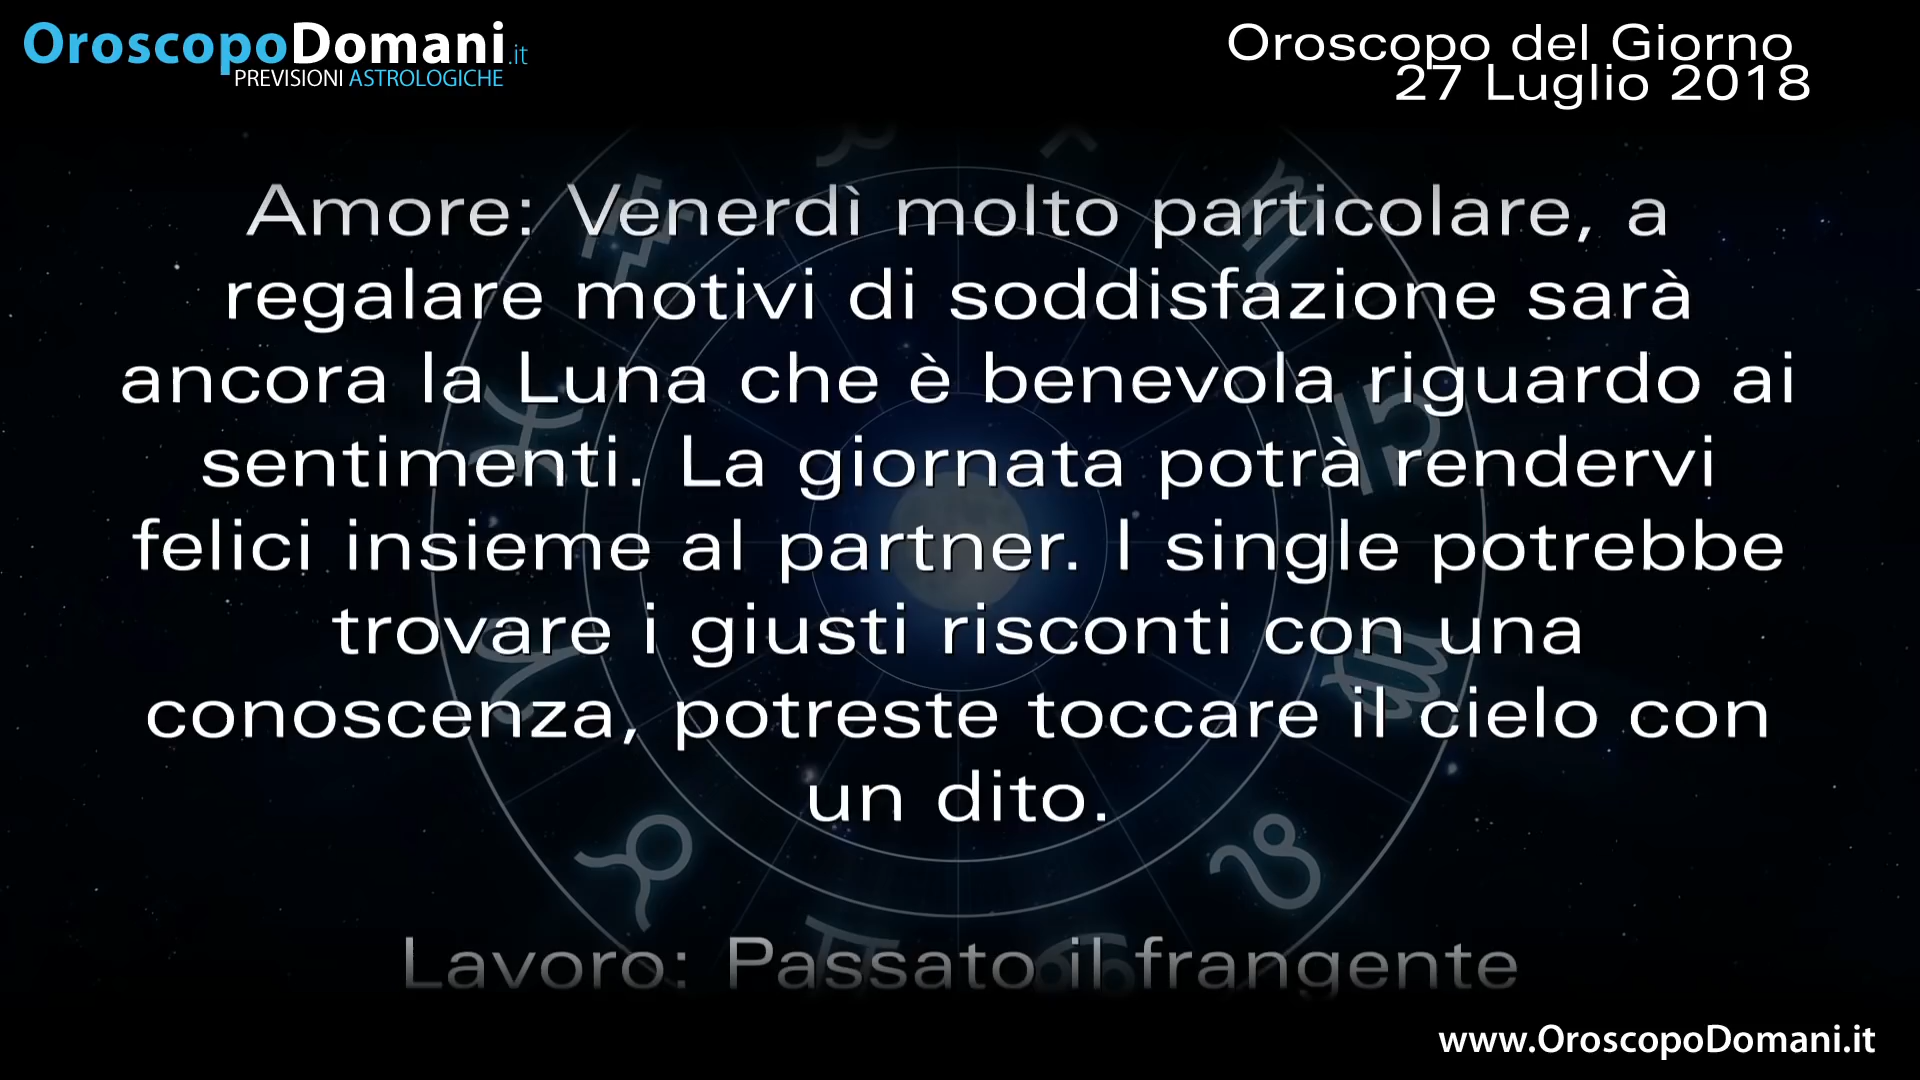 OroscopoDomani.it
PREVISIONI ASTROLOGICHE
Oroscopo del Giorno
27 Luglio 2018
Amore: Venerdì molto particolare, a
regalare motivi di soddisfazione sarà
ancora la Luna che è benevola riguardo ai
sentimenti. La giornata potrà rendervi
felici insieme al partner. I single potrebbe
trovare i giusti risconti con una
conoscenza, potreste toccare il cielo con
un dito.
Lavoro: Passato il frangente
www.OroscopoDomani.it